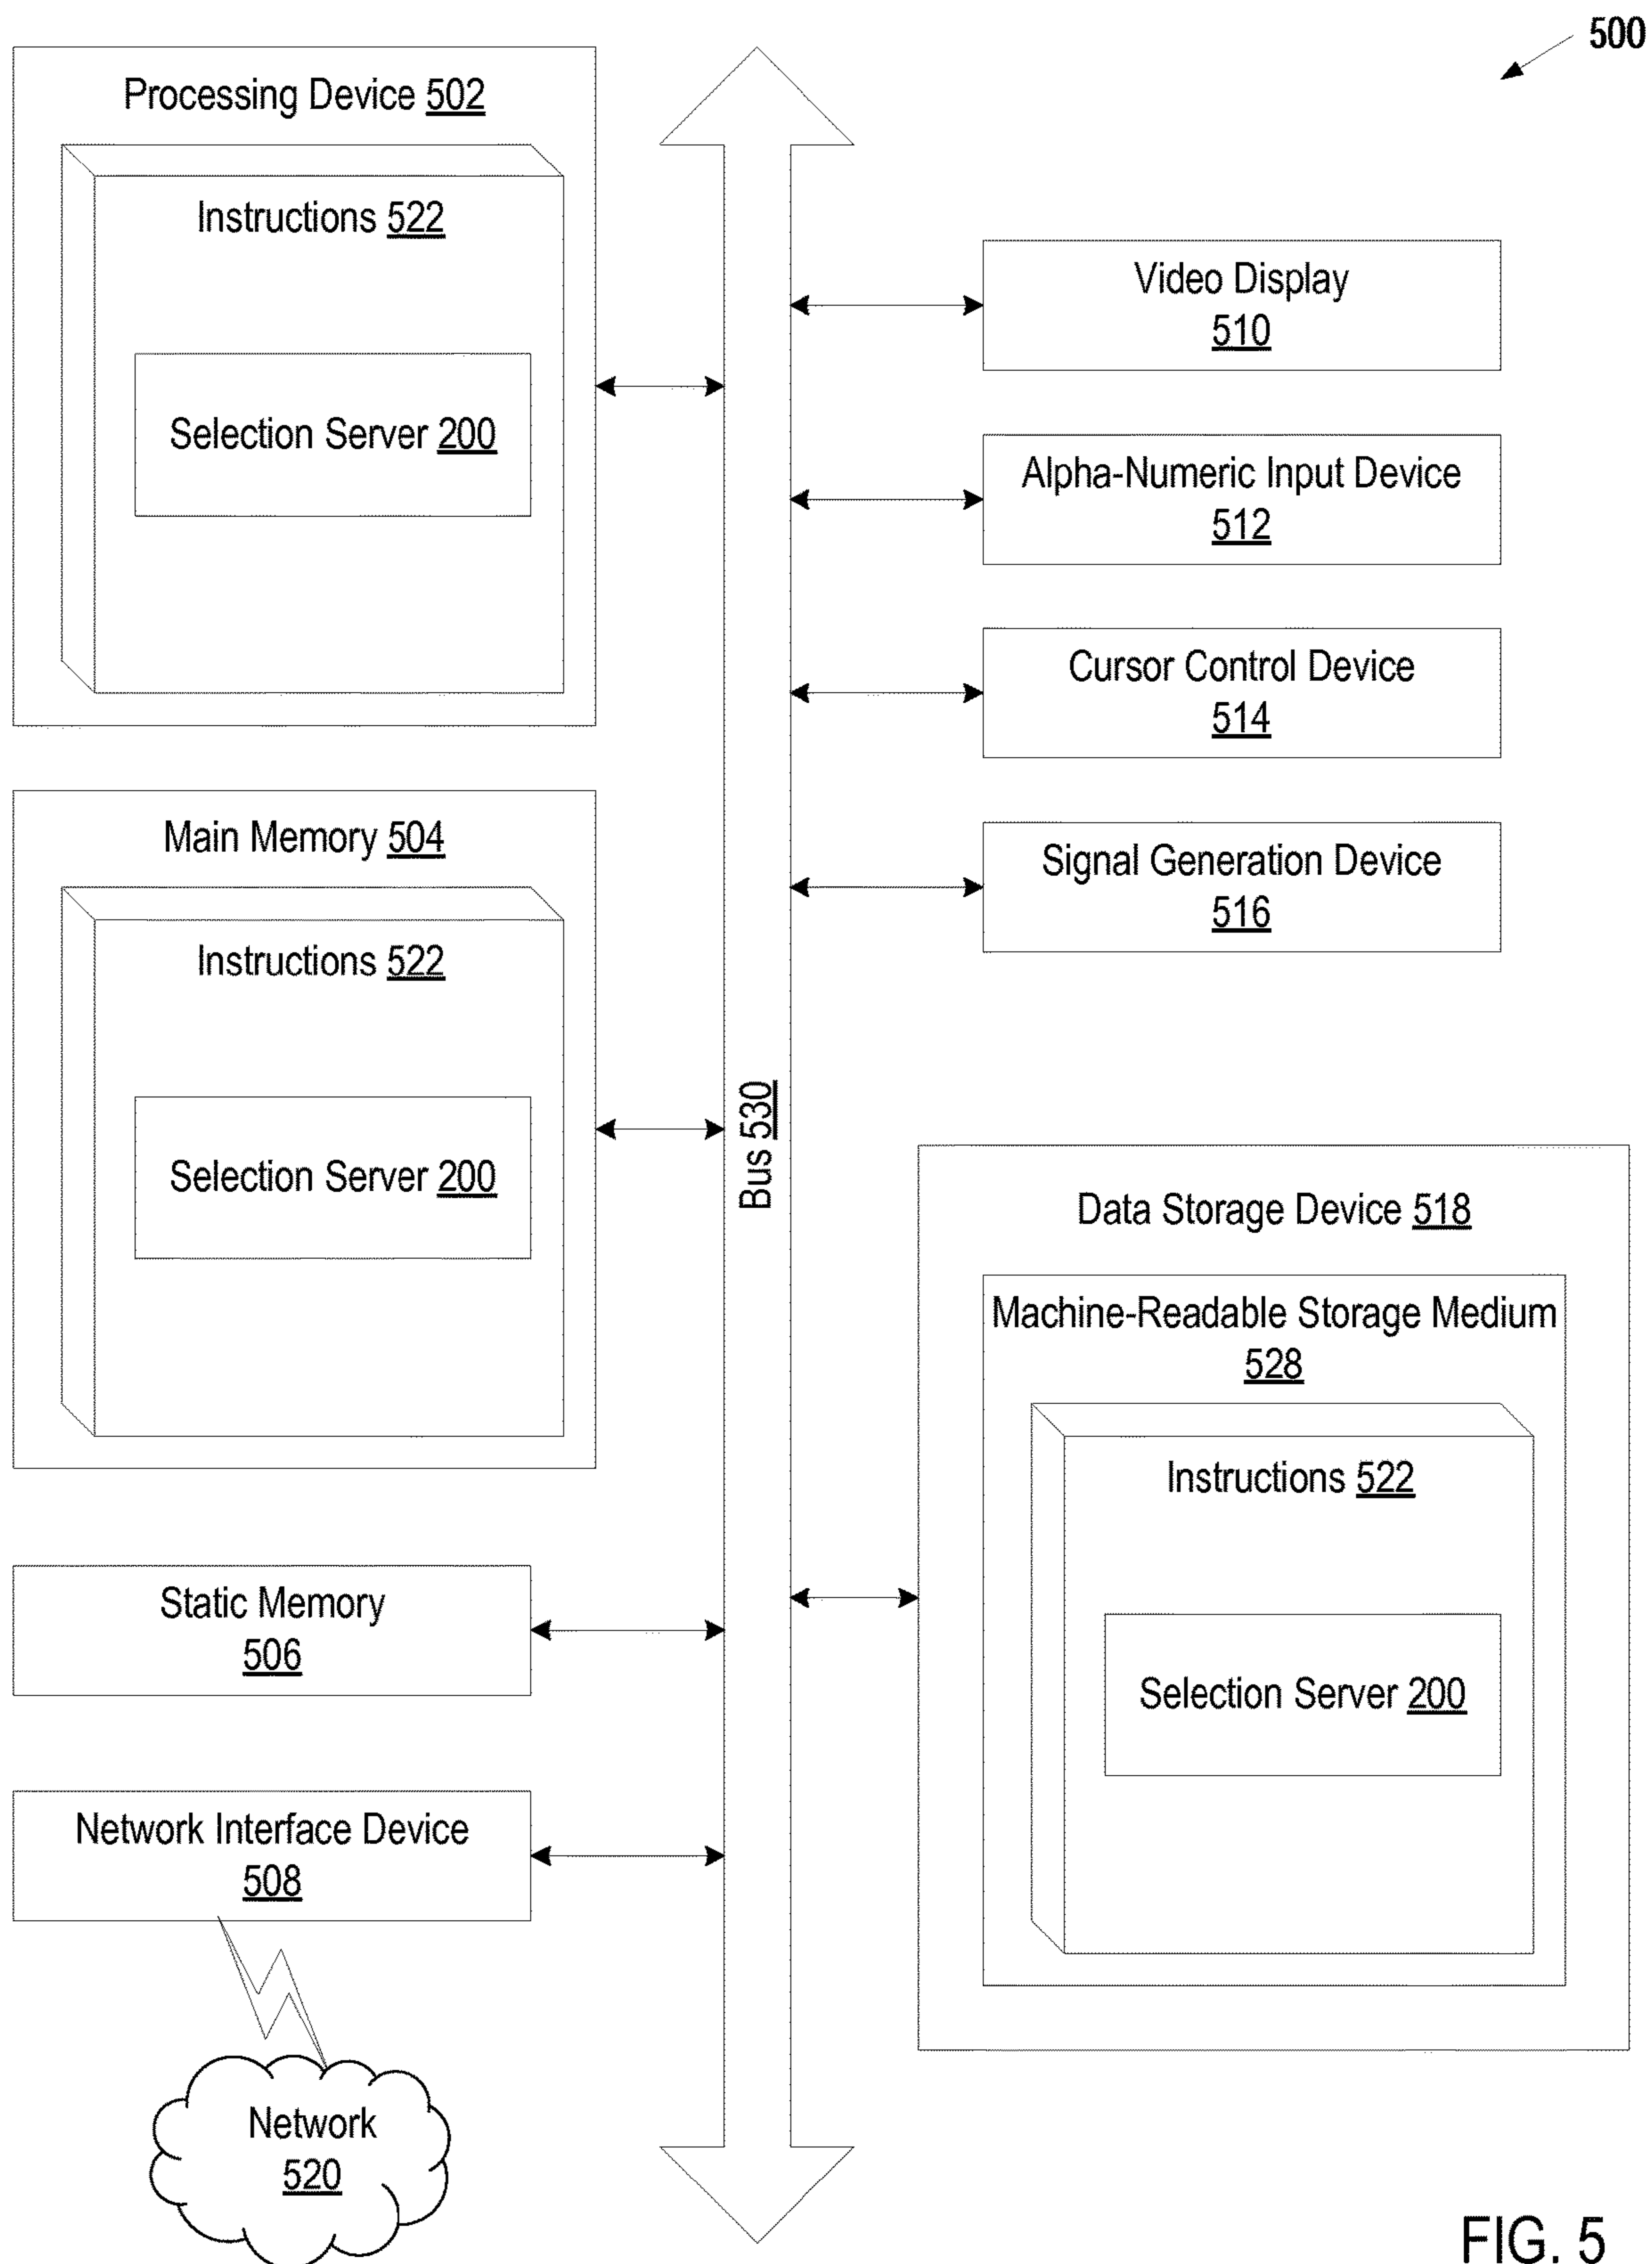 500
Processing Device 502
Instructions 522
Selection Server 200
Main Memory 504
Instructions 522
Selection Server 200
Static Memory
506
Network Interface Device
508
Network
520
Bus 530
Video Display
510
Alpha-Numeric Input Device
512
Cursor Control Device
514
Signal Generation Device
516
Data Storage Device 518
Machine-Readable Storage Medium
528
Instructions 522
Selection Server 200
FIG. 5